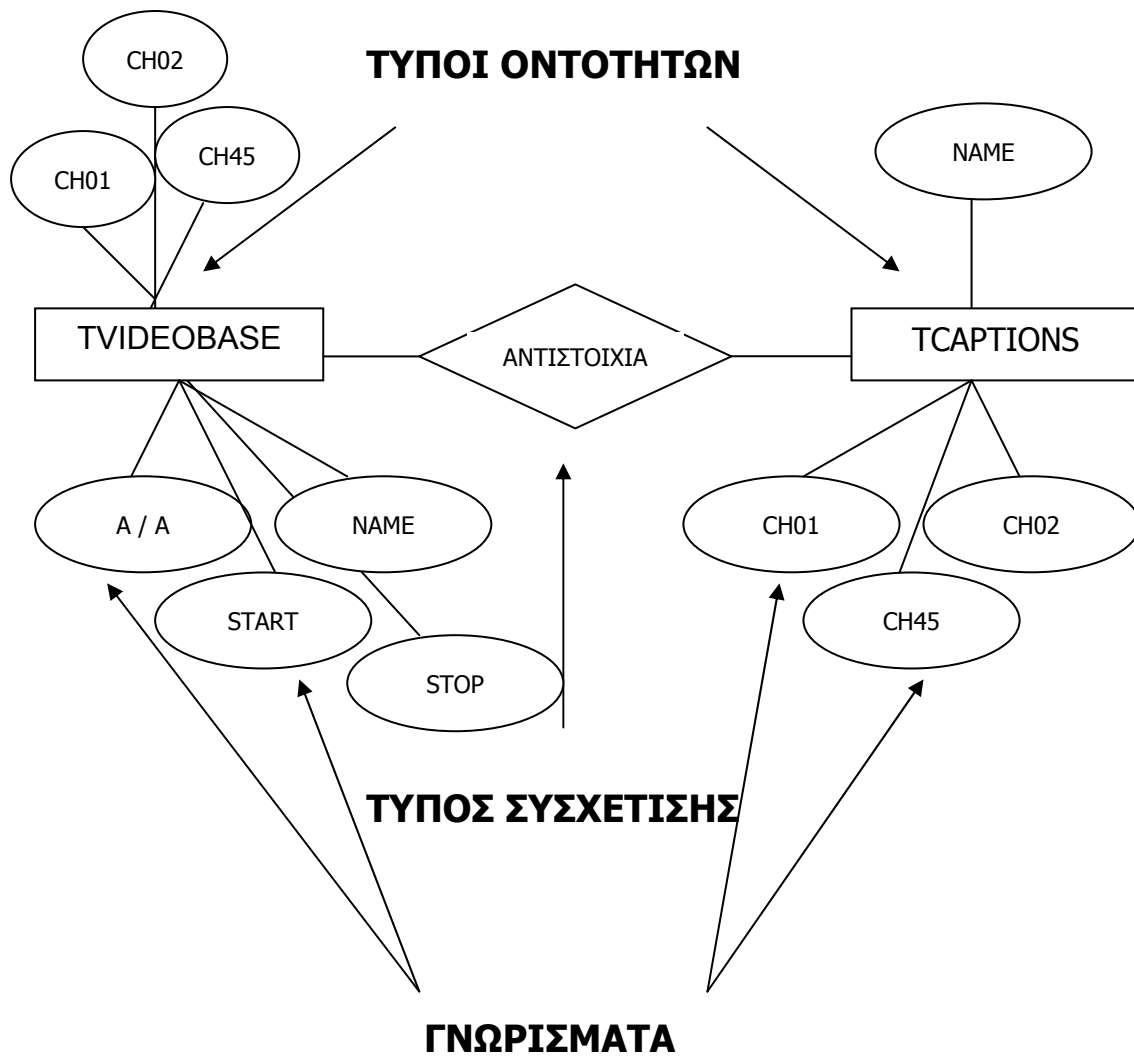 CH02
ΤΥΠΟΙ ΟΝΤΟΤΗΤΩΝ
CH45
NAME
CH01
TVIDEOBASE
ΑΝΤΙΣΤΟΙΧΙΑ
TCAPTIONS
A / A
NAME
CH01
CH02
START
CH45
STOP
ΤΥΠΟΣ ΣΥΣΧΕΤΙΣΗΣ
ΓΝΩΡΙΣΜΑΤΑ